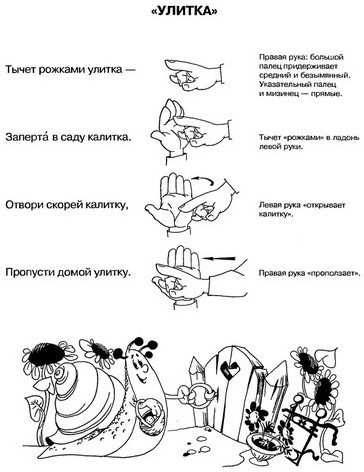 «УЛИТКА»
Тычет рожками улитка —
Правая рука: большой
палец придерживает
средний и безымянный.
Указательный палец
и мизинец — прямые.
Заперта́ в саду калитка.
Тычет «рожками» в ладонь
левой руки.
Отвори скорей калитку,
Левая рука «открывает
калитку».
Пропусти домой улитку.
Правая рука «проползает».